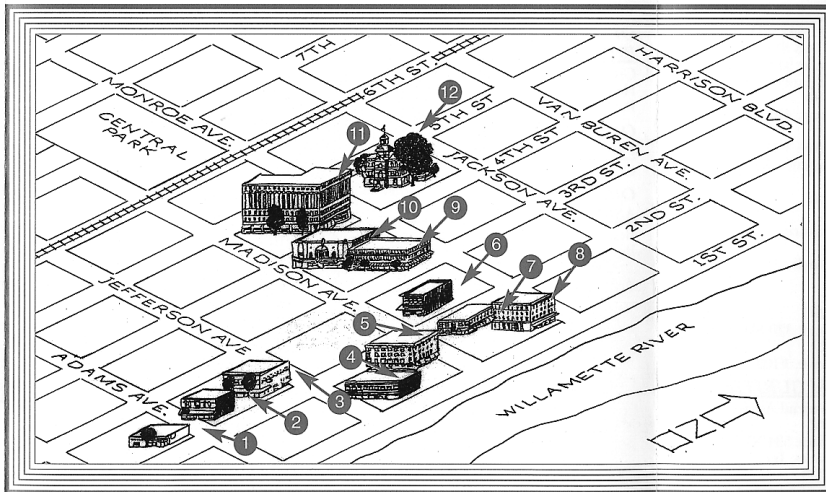 7TH
HARRISON BLVD.
MONROE AVE.
6TH ST.
CENTRAL
PARK
12
5TH ST
VAN BUREN AVE.
11
4TH ST
JACKSON AVE.
3RD ST.
2ND ST.
1ST ST.
10
9
MADISON AVE.
6
7
8
JEFFERSON AVE
5
4
WILLAMETTE RIVER
ADAMS AVE.
3
2
1
N